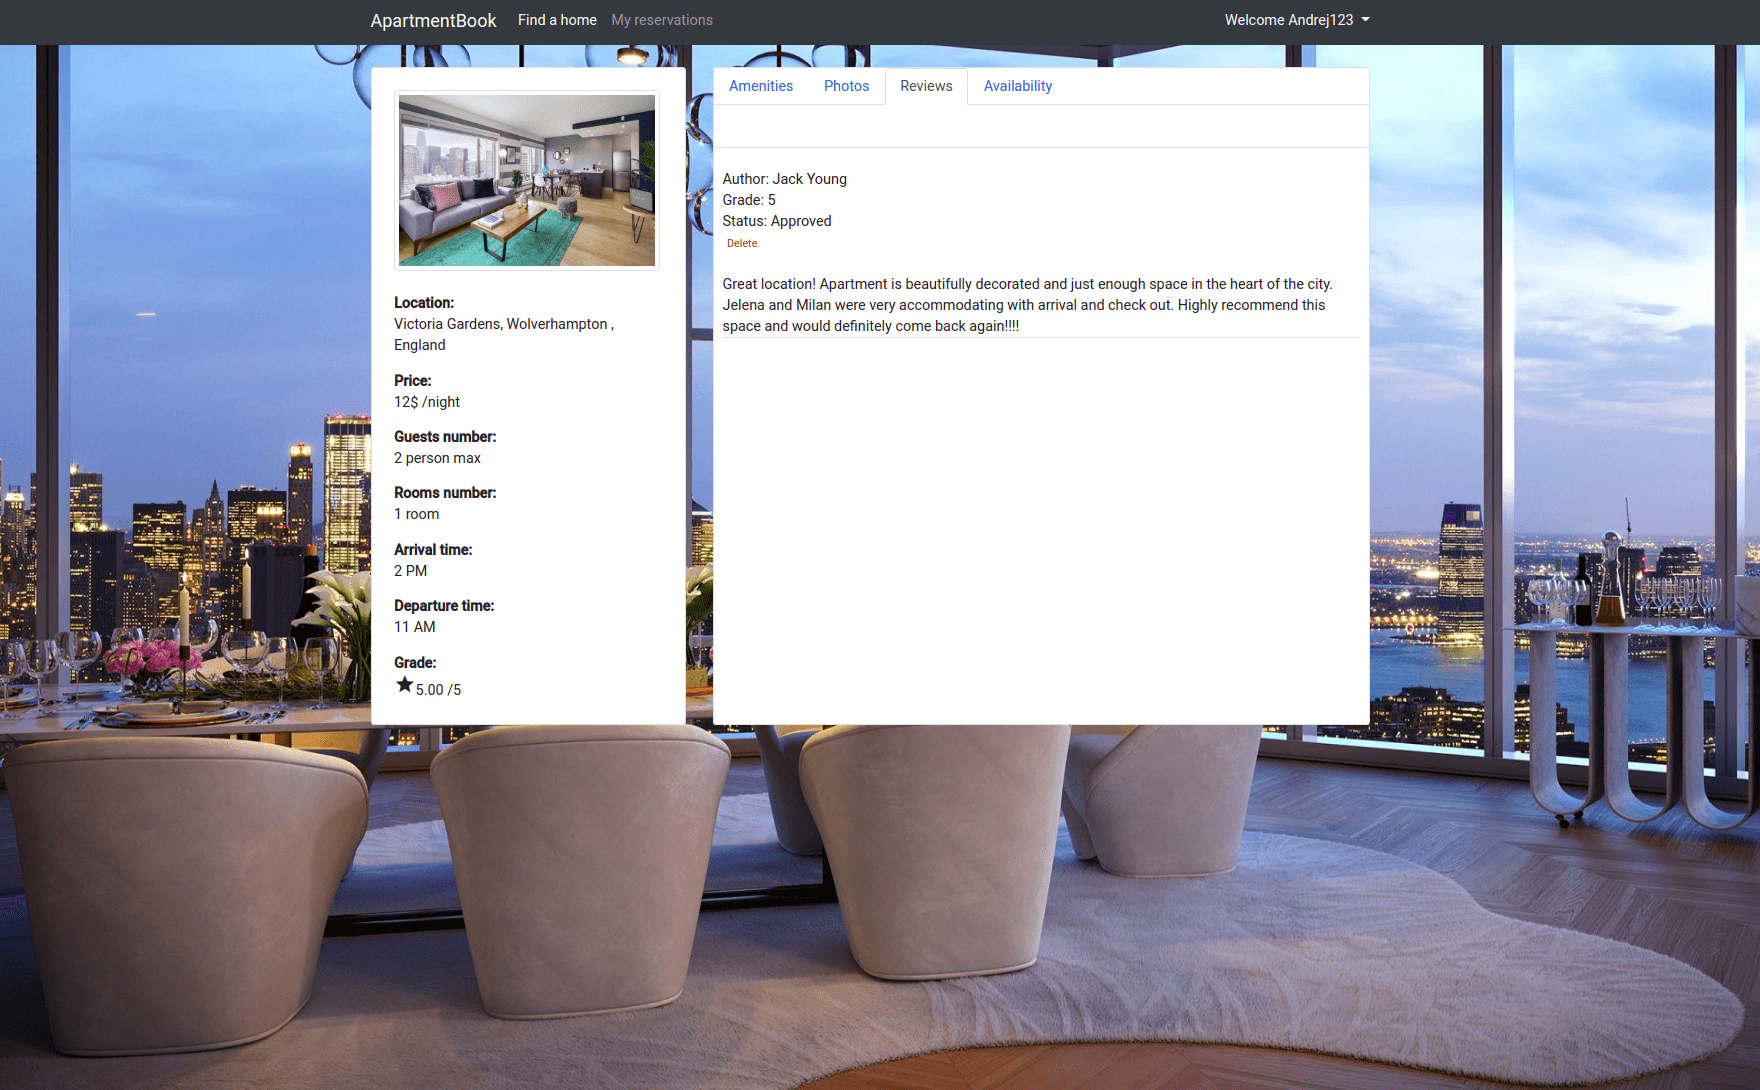 ApartmentBook Find a home My reservations Welcome Andrej123
Amenities Photos Reviews Availability
Location:
Victoria Gardens, Wolverhampton ,
England
Price:
12$ /night
Guests number:
2 person max
Rooms number:
1 room
Arrival time:
2 PM
Departure time:
11 AM
Grade:
5.00 /5
Author: Jack Young
Grade: 5
Status: Approved
Delete
Great location! Apartment is beautifully decorated and just enough space in the heart of the city.
Jelena and Milan were very accommodating with arrival and check out. Highly recommend this
space and would definitely come back again!!!!